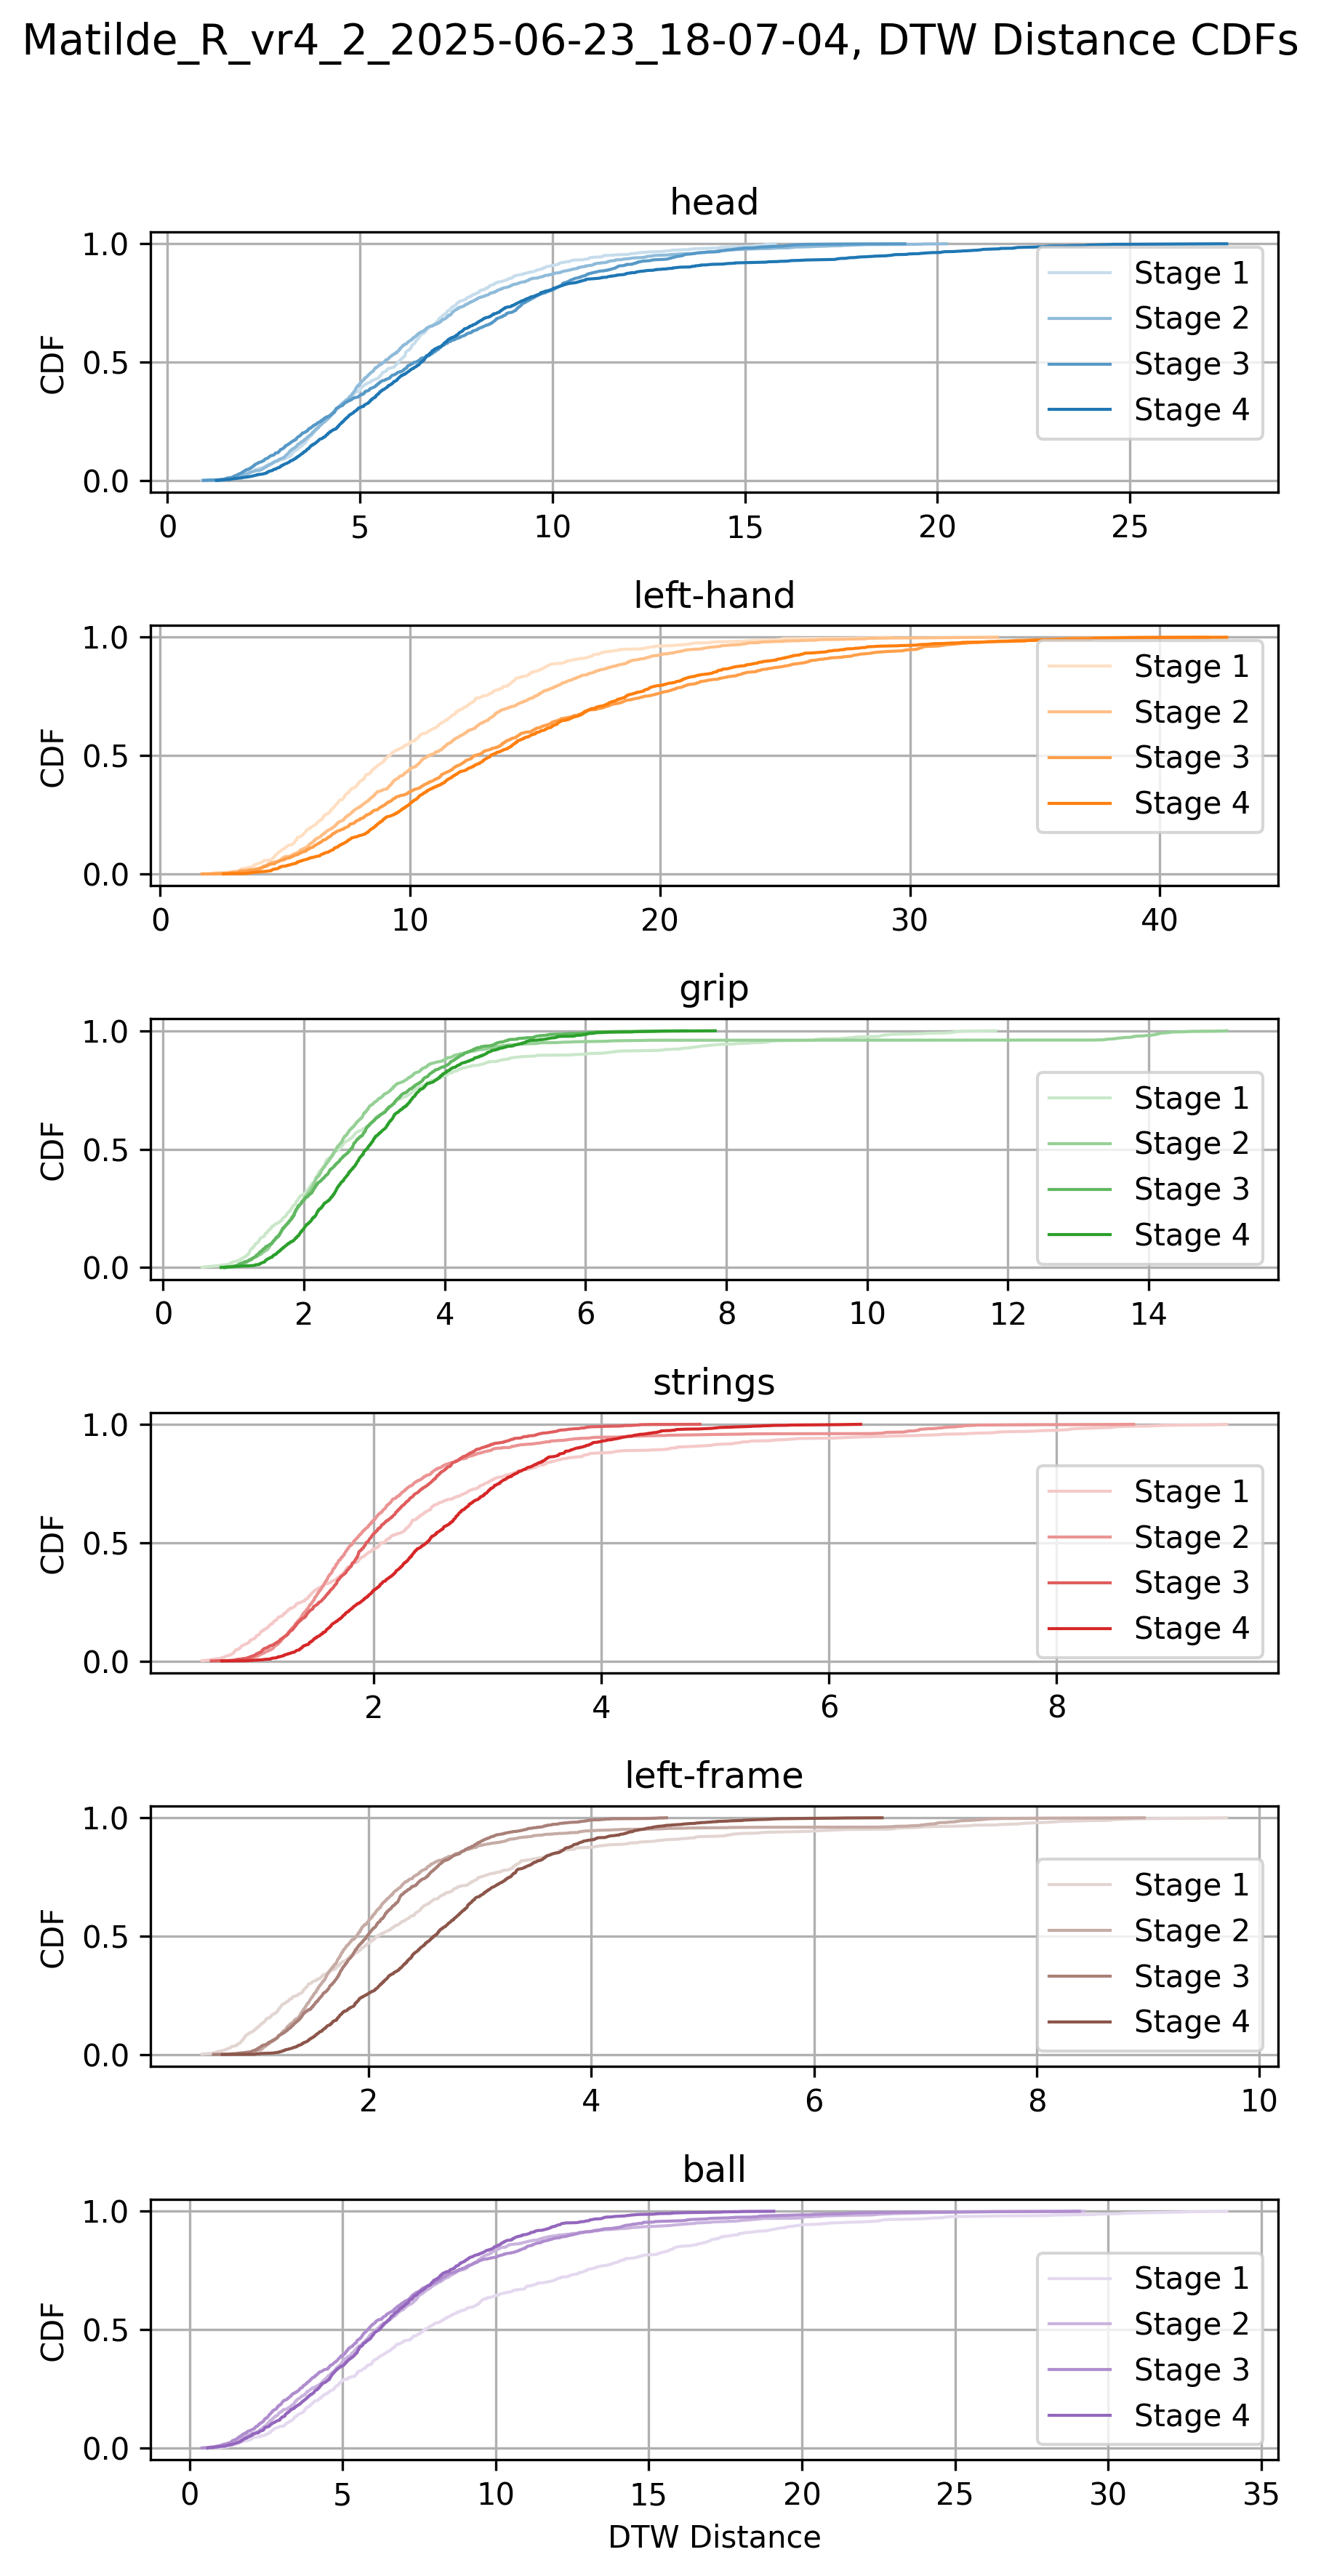 Matilde_R_vr4_2_2025-06-23_18-07-04, DTW Distance CDFs
head
CDF
1.0
0.5
0.0
0 5 10 15 20 25
Stage 1
Stage 2
Stage 3
Stage 4
left-hand
CDF
1.0
0.5
0.0
0 10 20 30 40
Stage 1
Stage 2
Stage 3
Stage 4
grip
CDF
1.0
0.5
0.0
0 2 4 6 8 10 12 14
Stage 1
Stage 2
Stage 3
Stage 4
strings
CDF
1.0
0.5
0.0
2 4 6 8
Stage 1
Stage 2
Stage 3
Stage 4
left-frame
CDF
1.0
0.5
0.0
2 4 6 8 10
Stage 1
Stage 2
Stage 3
Stage 4
ball
CDF
1.0
0.5
0.0
0 5 10 15 20 25 30 35
Stage 1
Stage 2
Stage 3
Stage 4
DTW Distance